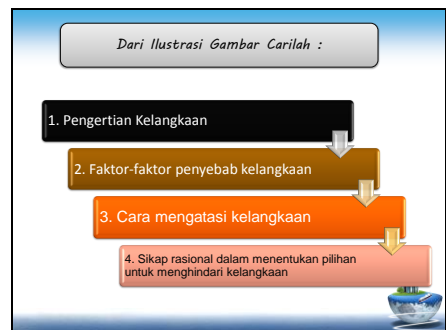 Dari Ilustrasi Gambar Carilah :
1. Pengertian Kelangkaan
2. Faktor-faktor penyebab kelangkaan
3. Cara mengatasi kelangkaan
4. Sikap rasional dalam menentukan pilihan
untuk menghindari kelangkaan